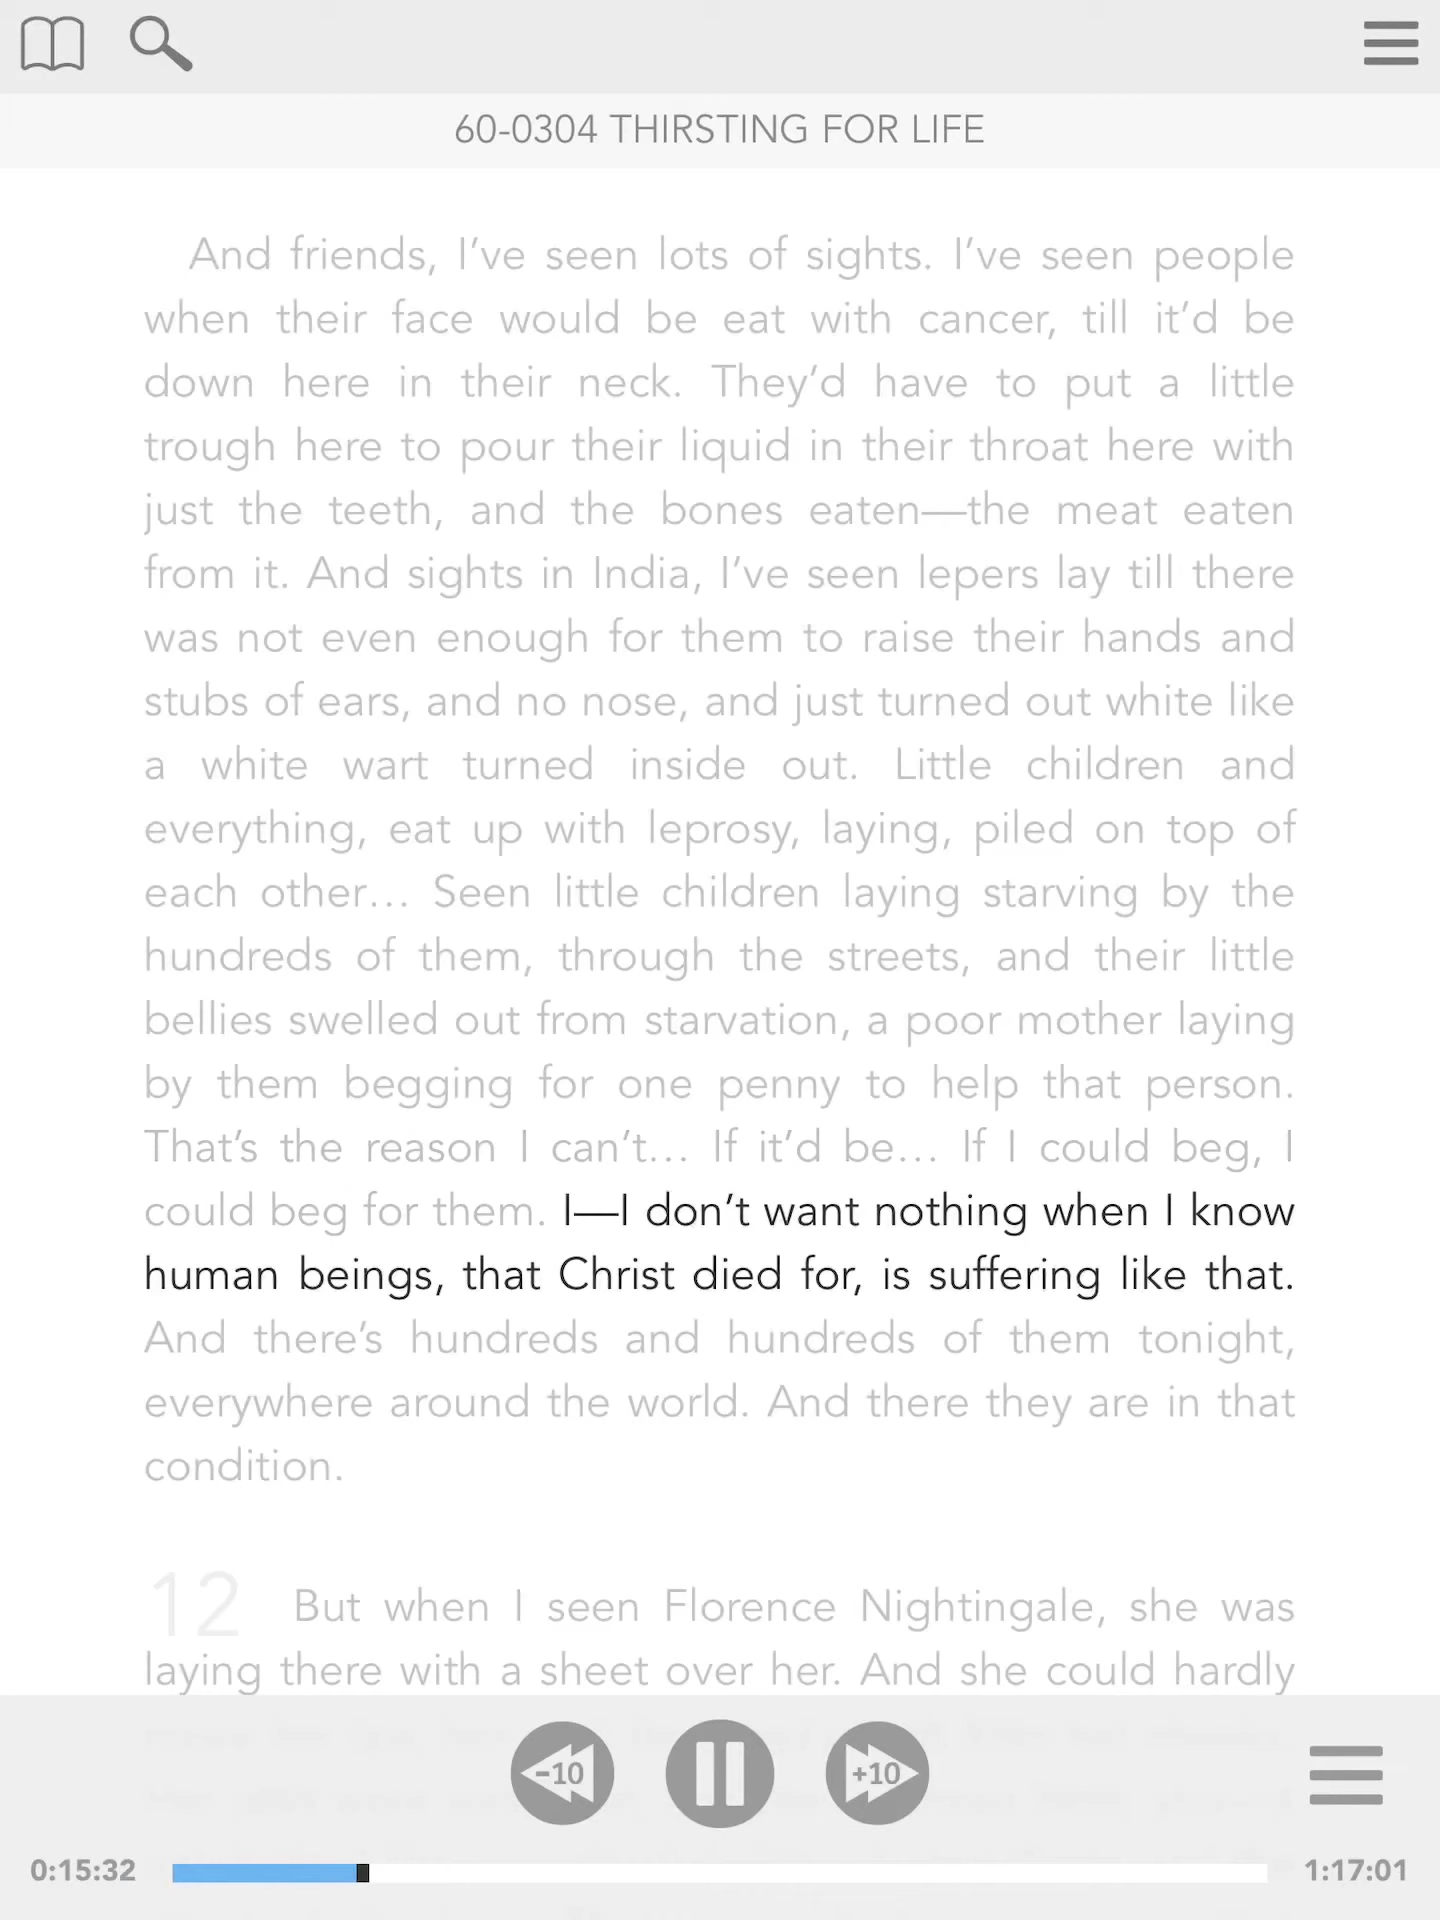 60-0304 THIRSTING FOR LIFE
And friends, I’ve seen lots of sights. I’ve seen people
when their face would be eat with cancer, till it’d be
down here in their neck. They’d have to put a little
trough here to pour their liquid in their throat here with
just the teeth, and the bones eaten—the meat eaten
from it. And sights in India, I’ve seen lepers lay till there
was not even enough for them to raise their hands and
stubs of ears, and no nose, and just turned out white like
a white wart turned inside out. Little children and
everything, eat up with leprosy, laying, piled on top of
each other… Seen little children laying starving by the
hundreds of them, through the streets, and their little
bellies swelled out from starvation, a poor mother laying
by them begging for one penny to help that person.
That’s the reason I can’t… If it’d be… If I could beg, I
could beg for them. I—I don’t want nothing when I know
human beings, that Christ died for, is suffering like that.
And there’s hundreds and hundreds of them tonight,
everywhere around the world. And there they are in that
condition.
12 But when I seen Florence Nightingale, she was
laying there with a sheet over her. And she could hardly
-10 +10
0:15:32 1:17:01